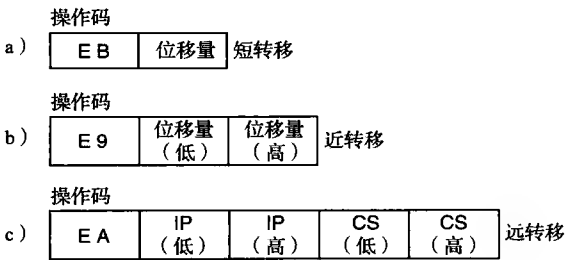 操作码
a） EB 位移量 短转移
操作码
b） E9 位移量（低） 位移量（高） 近转移
操作码
c） EA IP（低） IP（高） CS（低） CS（高） 远转移